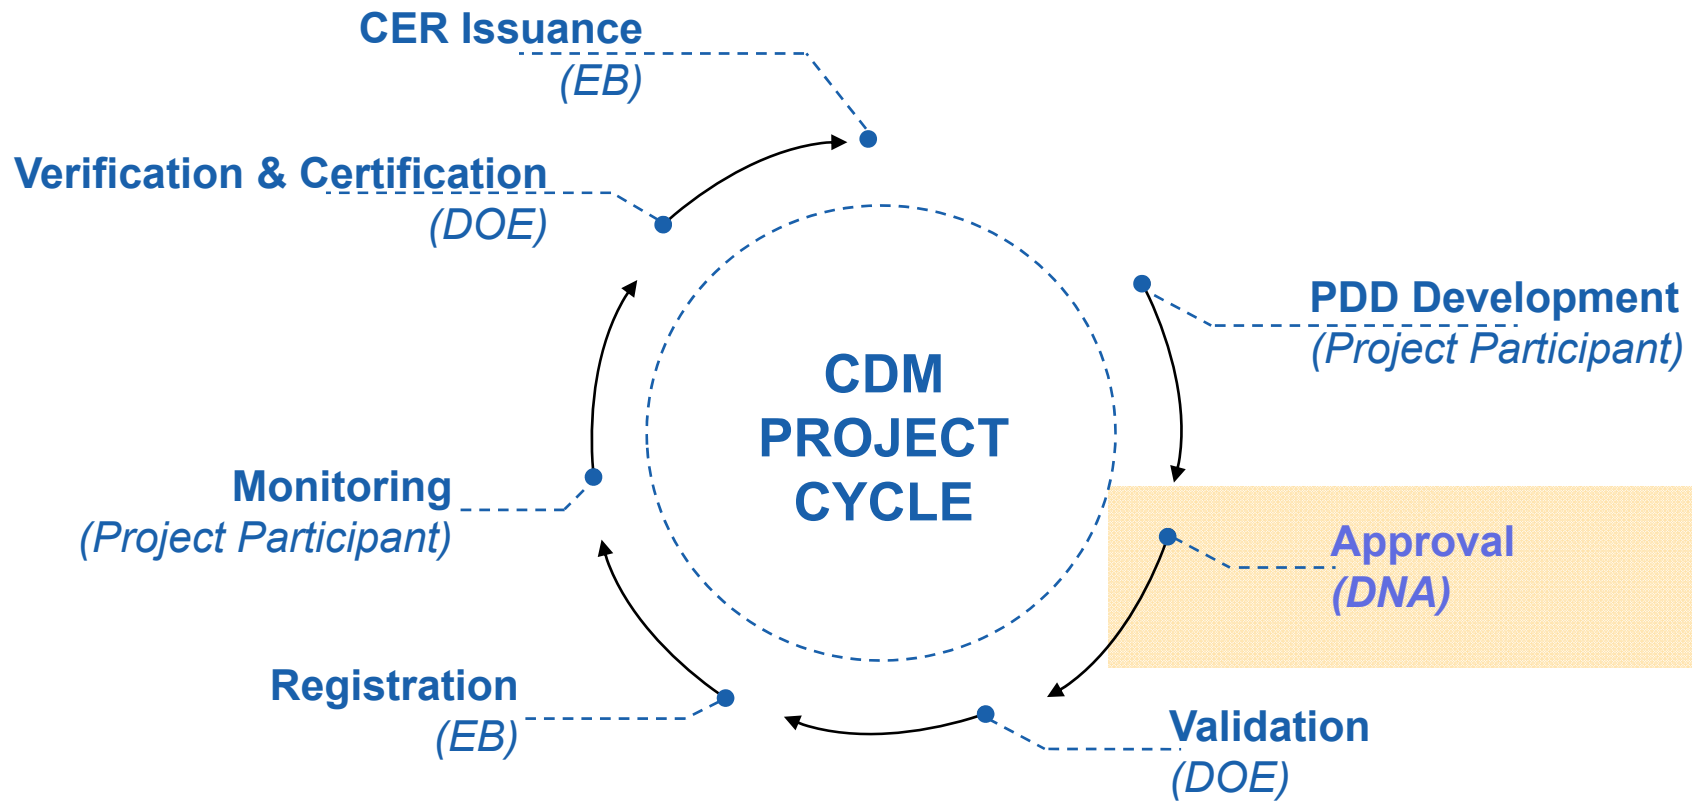 CER Issuance
(EB)
Verification & Certification
(DOE)
PDD Development
(Project Participant)
CDM
PROJECT
CYCLE
Monitoring
(Project Participant)
Approval
(DNA)
Registration
(EB)
Validation
(DOE)